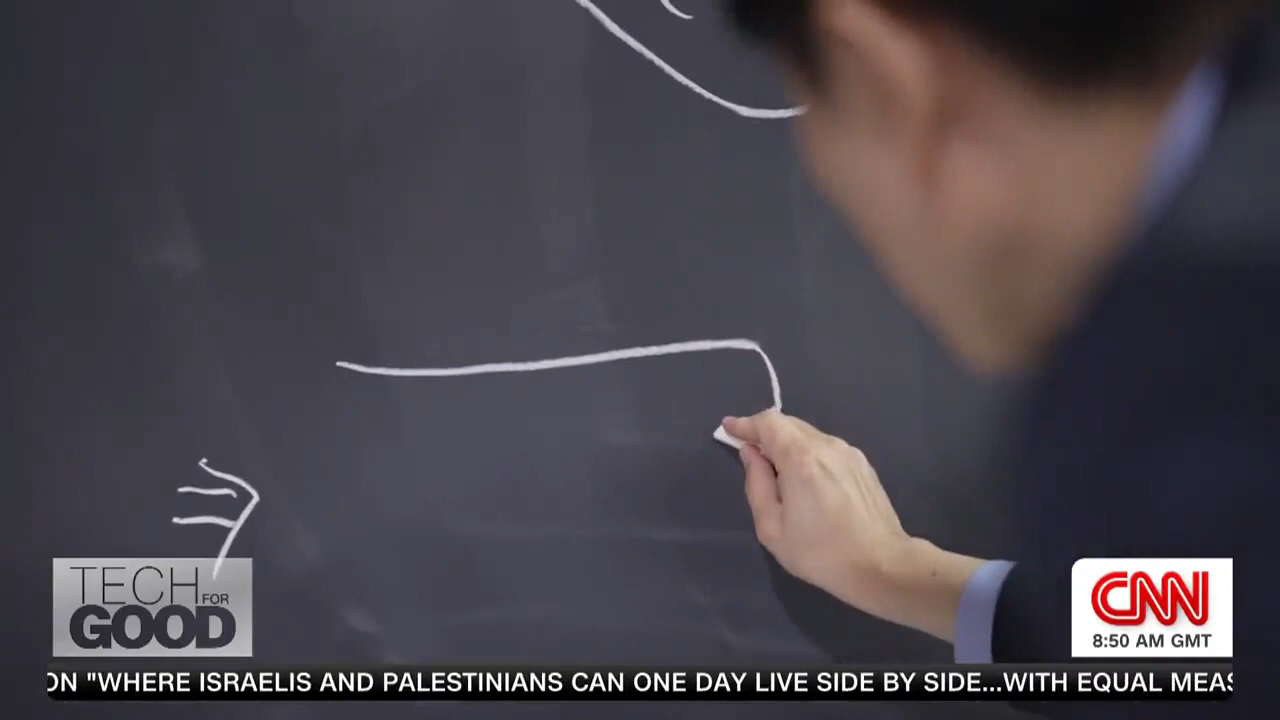 TECH FOR
GOOD
CNN
8:50 AM GMT
ON "WHERE ISRAELIS AND PALESTINIANS CAN ONE DAY LIVE SIDE BY SIDE...WITH EQUAL MEAS